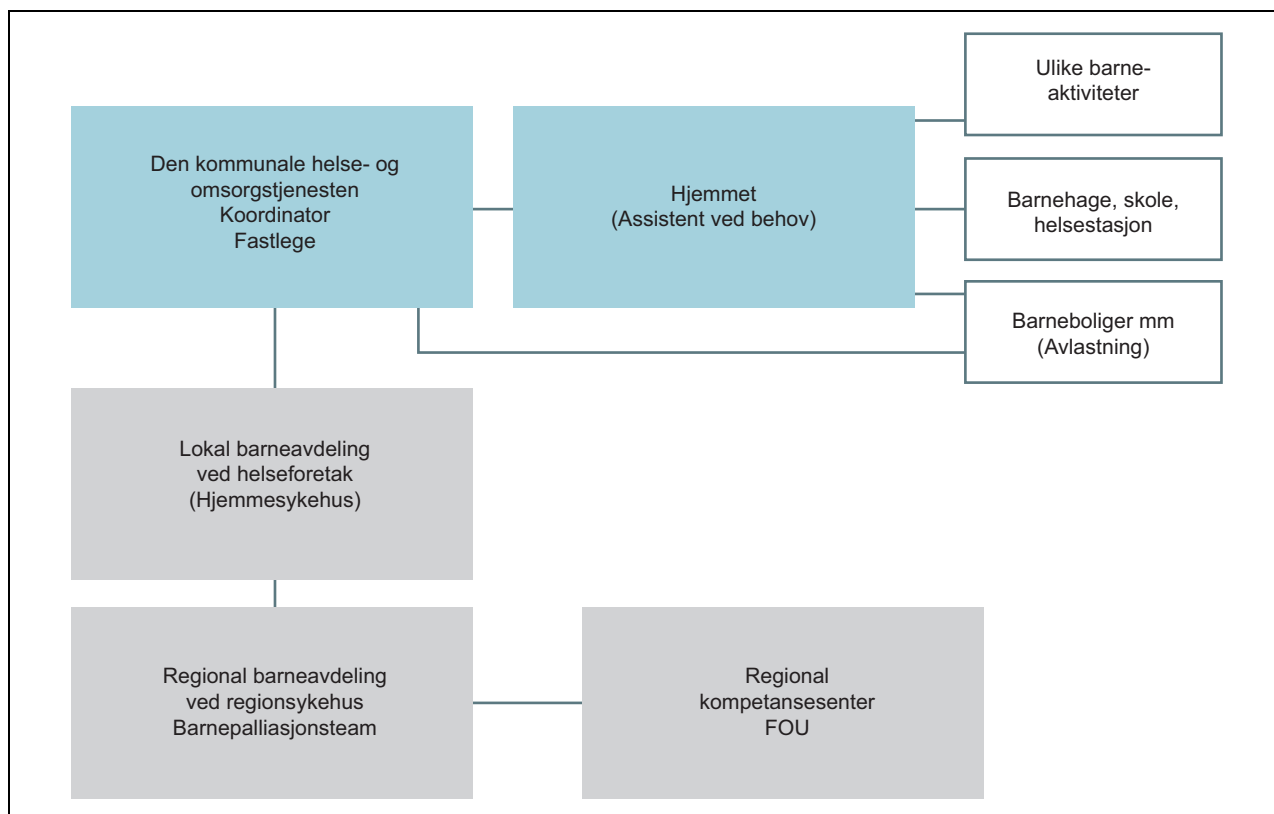 Ulike barne-
aktiviteter
Den kommunale helse- og
omsorgstjenesten
Koordinator
Fastlege
Hjemmet
(Assistent ved behov)
Barnehage, skole,
helsestasjon
Barneboliger mm
(Avlastning)
Lokal barneavdeling
ved helseforetak
(Hjemmesykehus)
Regional barneavdeling
ved regionsykehus
Barnepalliasjonsteam
Regional
kompetansesenter
FOU